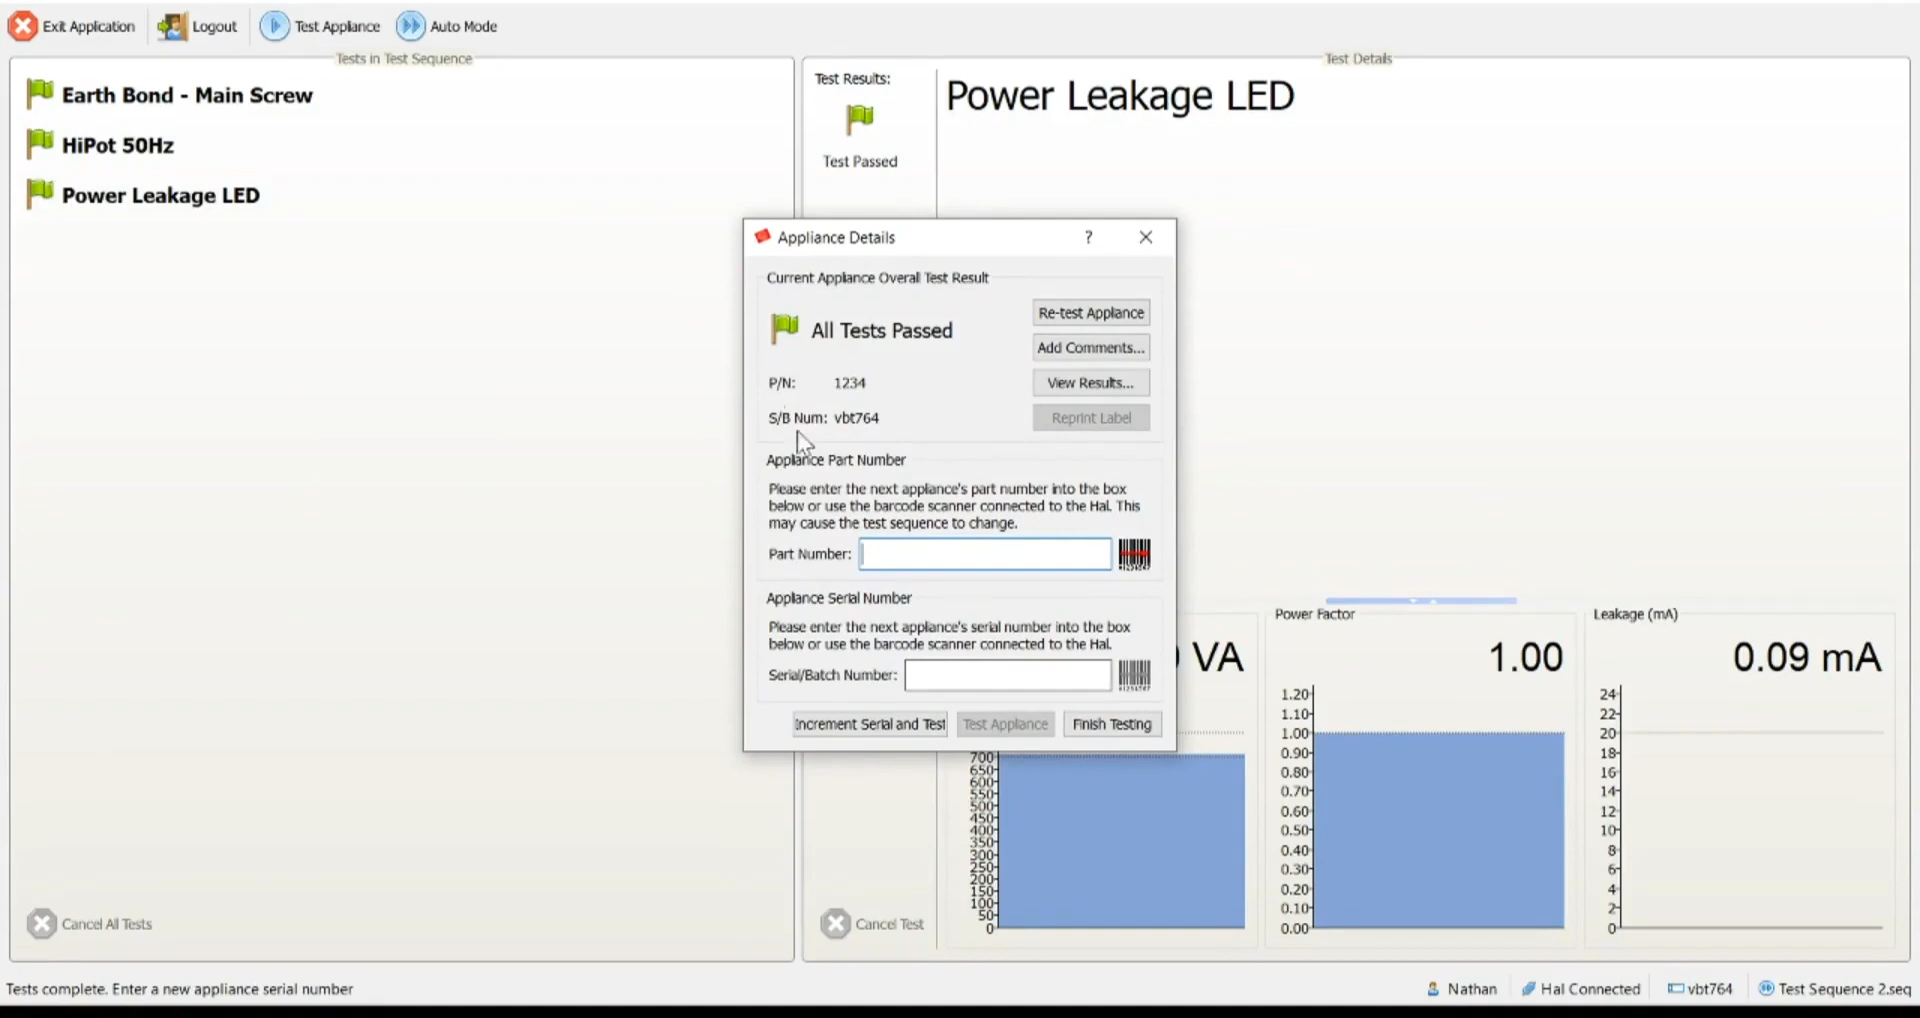 Exit Application
Logout
Test Appliance
Auto Mode
Tests in Test Sequence
Earth Bond - Main Screw
HiPot 50Hz
Power Leakage LED
Cancel All Tests
Test Details
Test Results:
Test Passed
Power Leakage LED
Appliance Details
?
Current Appliance Overall Test Result
All Tests Passed
Re-test Appliance
Add Comments...
P/N: 1234
View Results...
S/B Num: vbt764
Reprint Label
Appliance Part Number
Please enter the next appliance's part number into the box
below or use the barcode scanner connected to the Hal. This
may cause the test sequence to change.
Part Number:
Appliance Serial Number
Please enter the next appliance's serial number into the box
below or use the barcode scanner connected to the Hal.
Serial/Batch Number:
Increment Serial and Test
Test Appliance
Finish Testing
VA
700
650
600
550
500
450
400
350
300
250
200
150
100
50
0
Power Factor
1.00
1.20
1.10
1.00
0.90
0.80
0.70
0.60
0.50
0.40
0.30
0.20
0.10
0.00
Leakage (mA)
0.09 mA
24
22
20
18
16
14
12
10
8
6
4
2
0
Cancel Test
Tests complete. Enter a new appliance serial number
Nathan
Hal Connected
vbt764
Test Sequence 2.seq